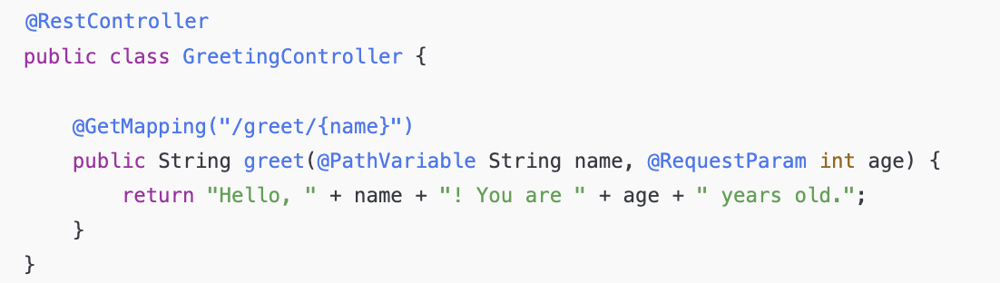 @RestController
public class GreetingController {
@GetMapping("/greet/{name}")
public String greet(@PathVariable String name, @RequestParam int age) {
return "Hello, " + name + "! You are " + age + " years old.";
}
}